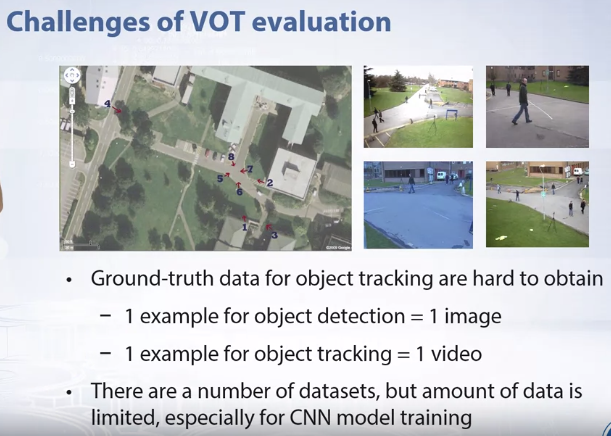 Challenges of VOT evaluation
4
8
7
5
2
6
1
3
• Ground-truth data for object tracking are hard to obtain
– 1 example for object detection = 1 image
– 1 example for object tracking = 1 video
• There are a number of datasets, but amount of data is
limited, especially for CNN model training